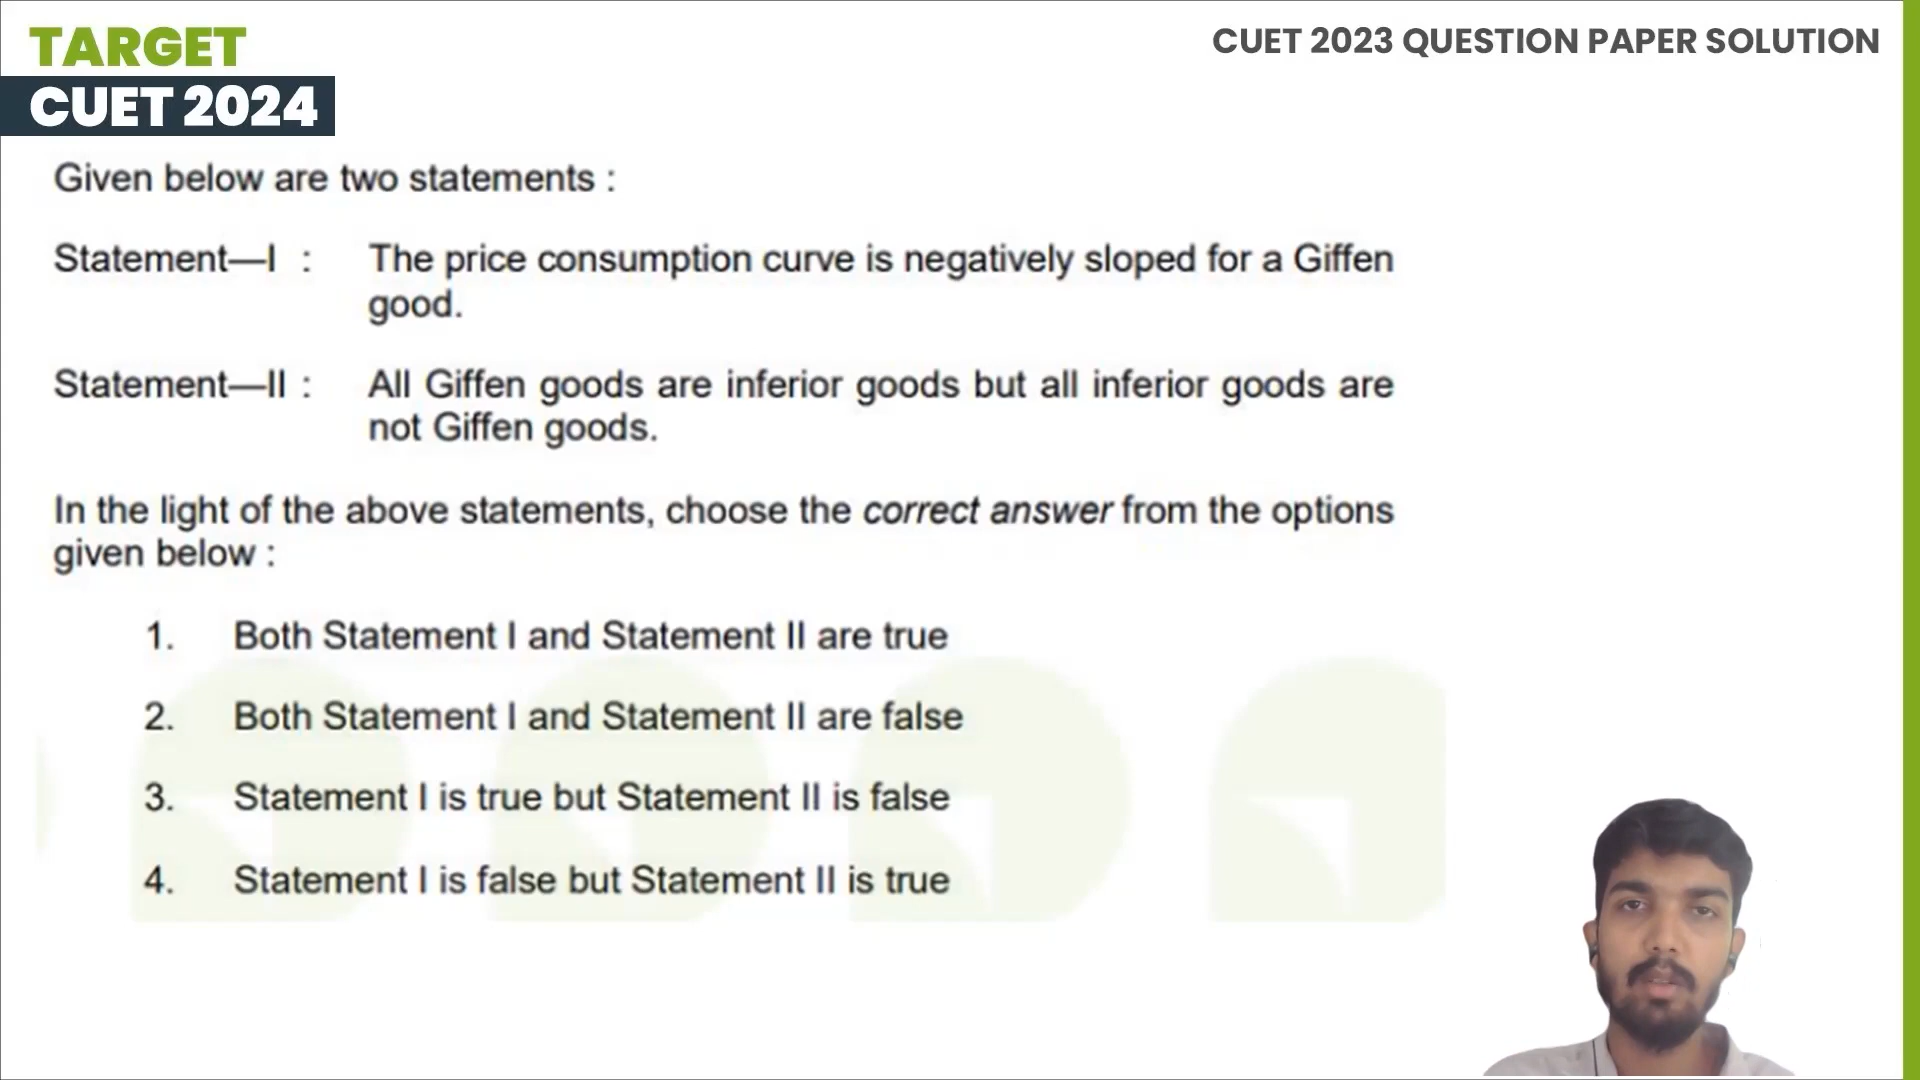 TARGET
CUET 2024
CUET 2023 QUESTION PAPER SOLUTION
Given below are two statements :
Statement—I : The price consumption curve is negatively sloped for a Giffen
good.
Statement—II : All Giffen goods are inferior goods but all inferior goods are
not Giffen goods.
In the light of the above statements, choose the correct answer from the options
given below :
1. Both Statement I and Statement II are true
2. Both Statement I and Statement II are false
3. Statement I is true but Statement II is false
4. Statement I is false but Statement II is true